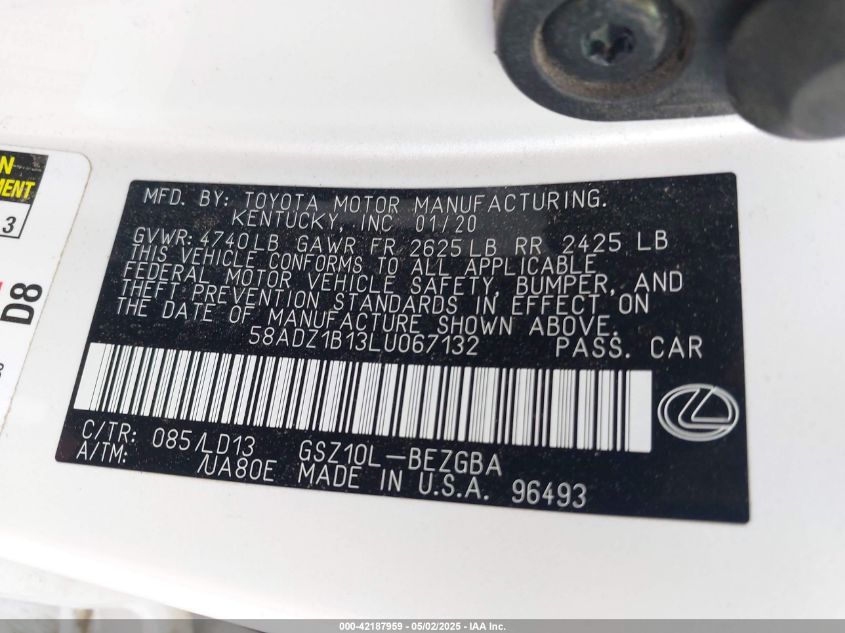 MFD. BY: TOYOTA MOTOR MANUFACTURING.
KENTUCKY, INC 01/20
GVWR: 4740LB GAWR FR 2625LB RR 2425 LB
THIS VEHICLE CONFORMS TO ALL APPLICABLE
FEDERAL MOTOR VEHICLE SAFETY, BUMPER, AND
THEFT PREVENTION STANDARDS IN EFFECT ON
THE DATE OF MANUFACTURE SHOWN ABOVE.
58ADZ1B13LU067132 PASS. CAR
C/TR: 085/LD13 GSZ10L-BEZGBA
A/TM: /UA80E MADE IN U.S.A. 96493
3
D8
000-42187959 — 05/02/2025 — IAA Inc.